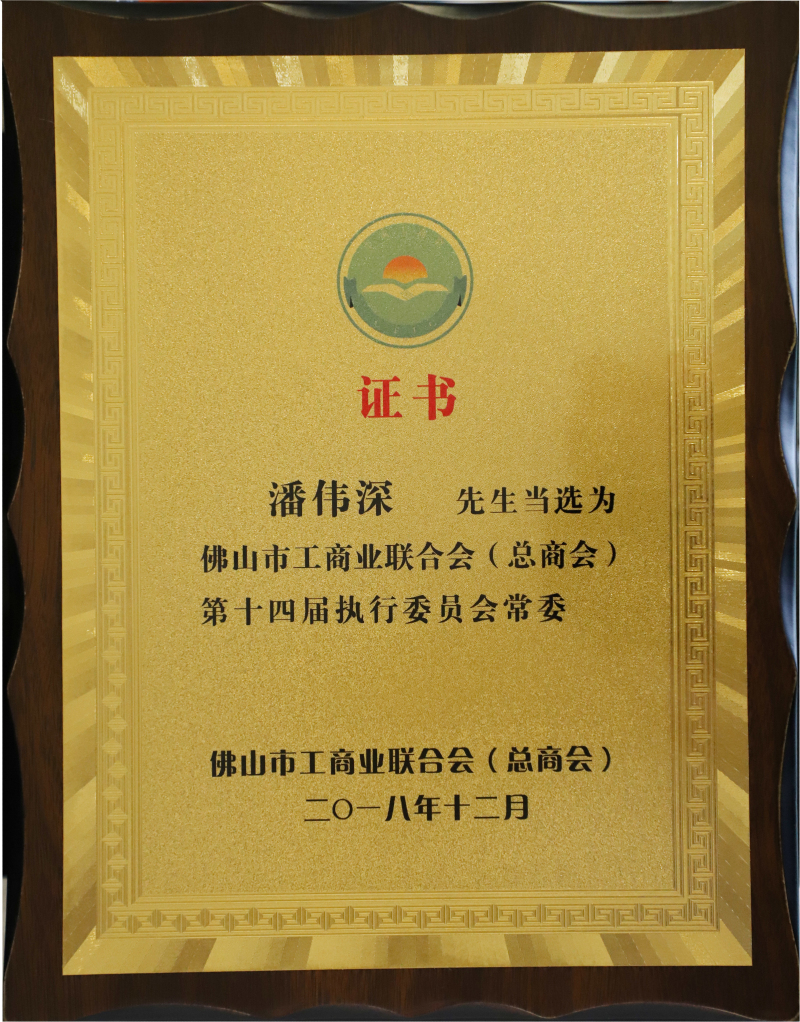 证书
潘伟深 先生当选为
佛山市工商业联合会（总商会）
第十四届执行委员会常委
佛山市工商业联合会（总商会）
二〇一八年十二月